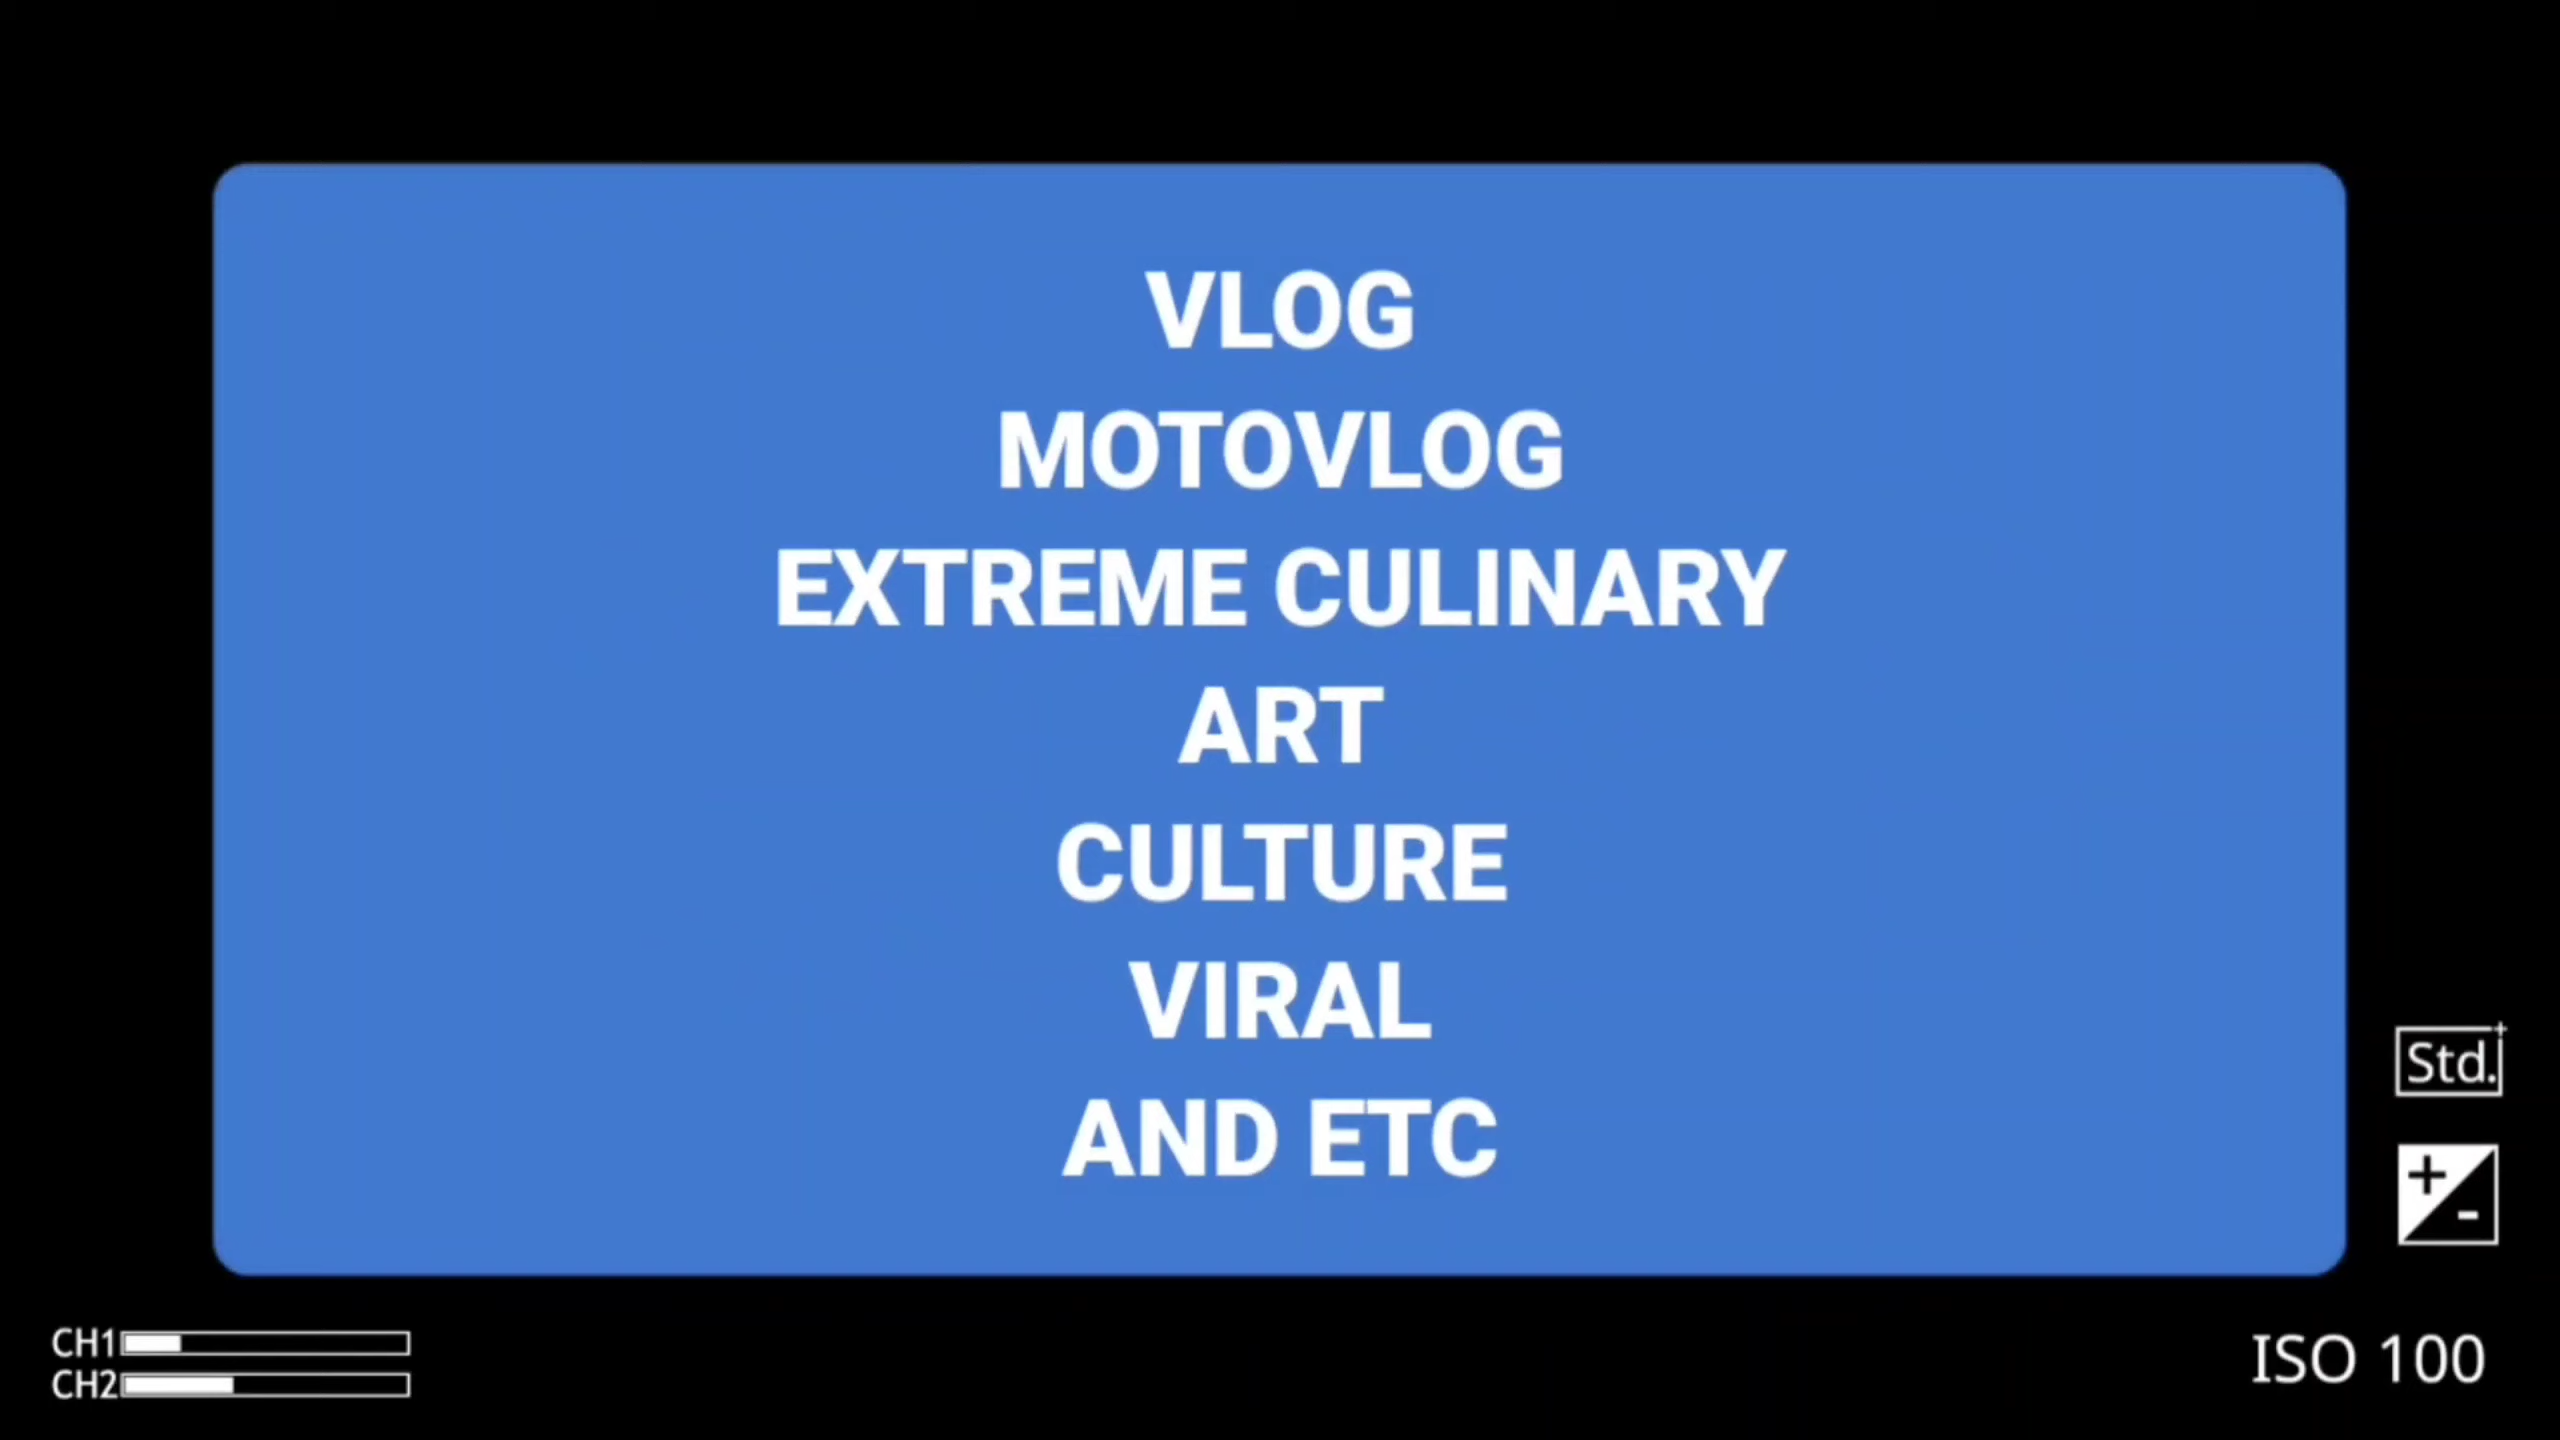 VLOG
MOTOVLOG
EXTREME CULINARY
ART
CULTURE
VIRAL
AND ETC
Std.+
+
-
CH1
CH2
ISO 100